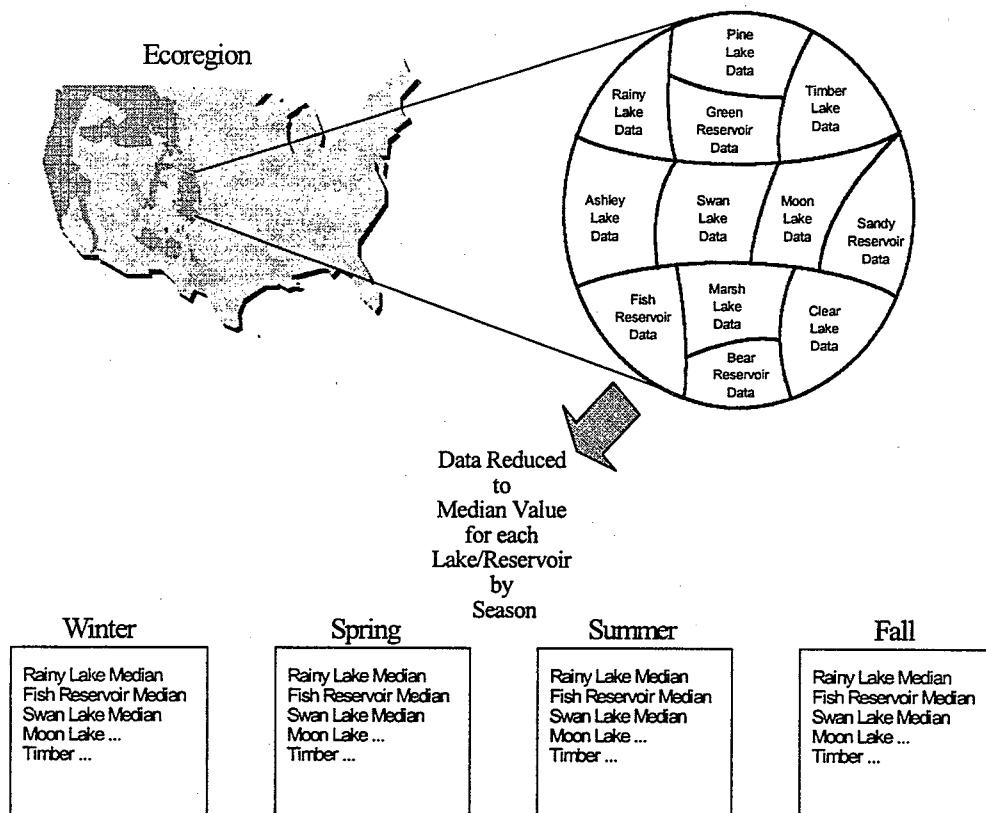 Ecoregion
Pine
Lake
Data
Rainy
Lake
Data
Green
Reservoir
Data
Timber
Lake
Data
Ashley
Lake
Data
Swan
Lake
Data
Moon
Lake
Data
Sandy
Reservoir
Data
Fish
Reservoir
Data
Marsh
Lake
Data
Clear
Lake
Data
Bear
Reservoir
Data
Data Reduced
to
Median Value
for each
Lake/Reservoir
by
Season
Winter
Rainy Lake Median
Fish Reservoir Median
Swan Lake Median
Moon Lake ...
Timber ...
Spring
Rainy Lake Median
Fish Reservoir Median
Swan Lake Median
Moon Lake ...
Timber ...
Summer
Rainy Lake Median
Fish Reservoir Median
Swan Lake Median
Moon Lake ...
Timber ...
Fall
Rainy Lake Median
Fish Reservoir Median
Swan Lake Median
Moon Lake ...
Timber ...